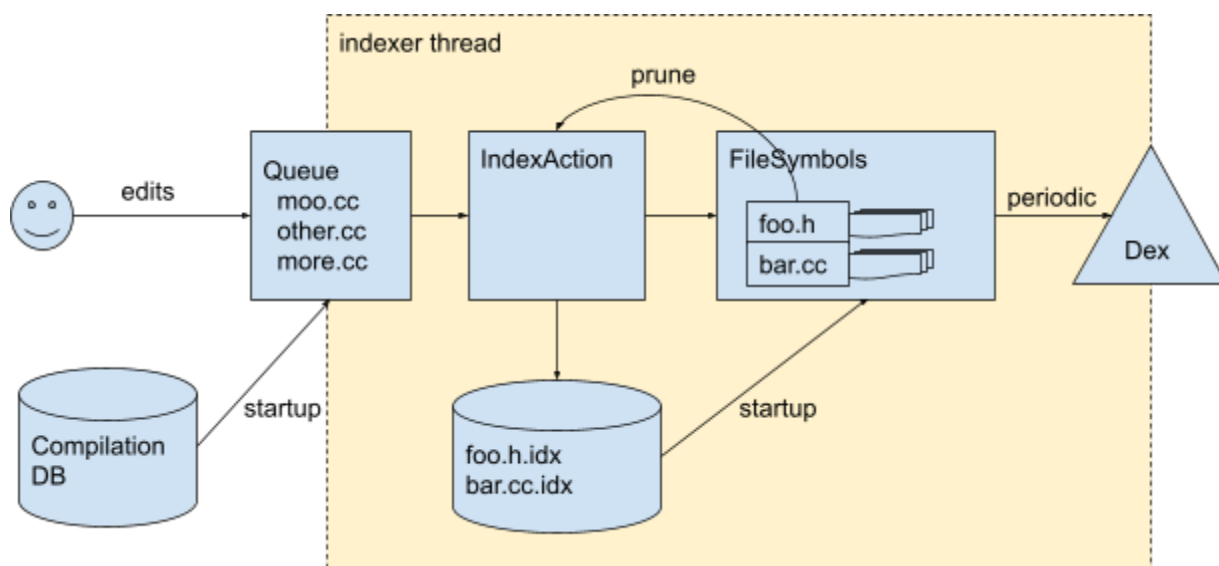 indexer thread
prune
edits
Queue
moo.cc
other.cc
more.cc
IndexAction
FileSymbols
foo.h
bar.cc
periodic
Dex
Compilation
DB
startup
foo.h.idx
bar.cc.idx
startup